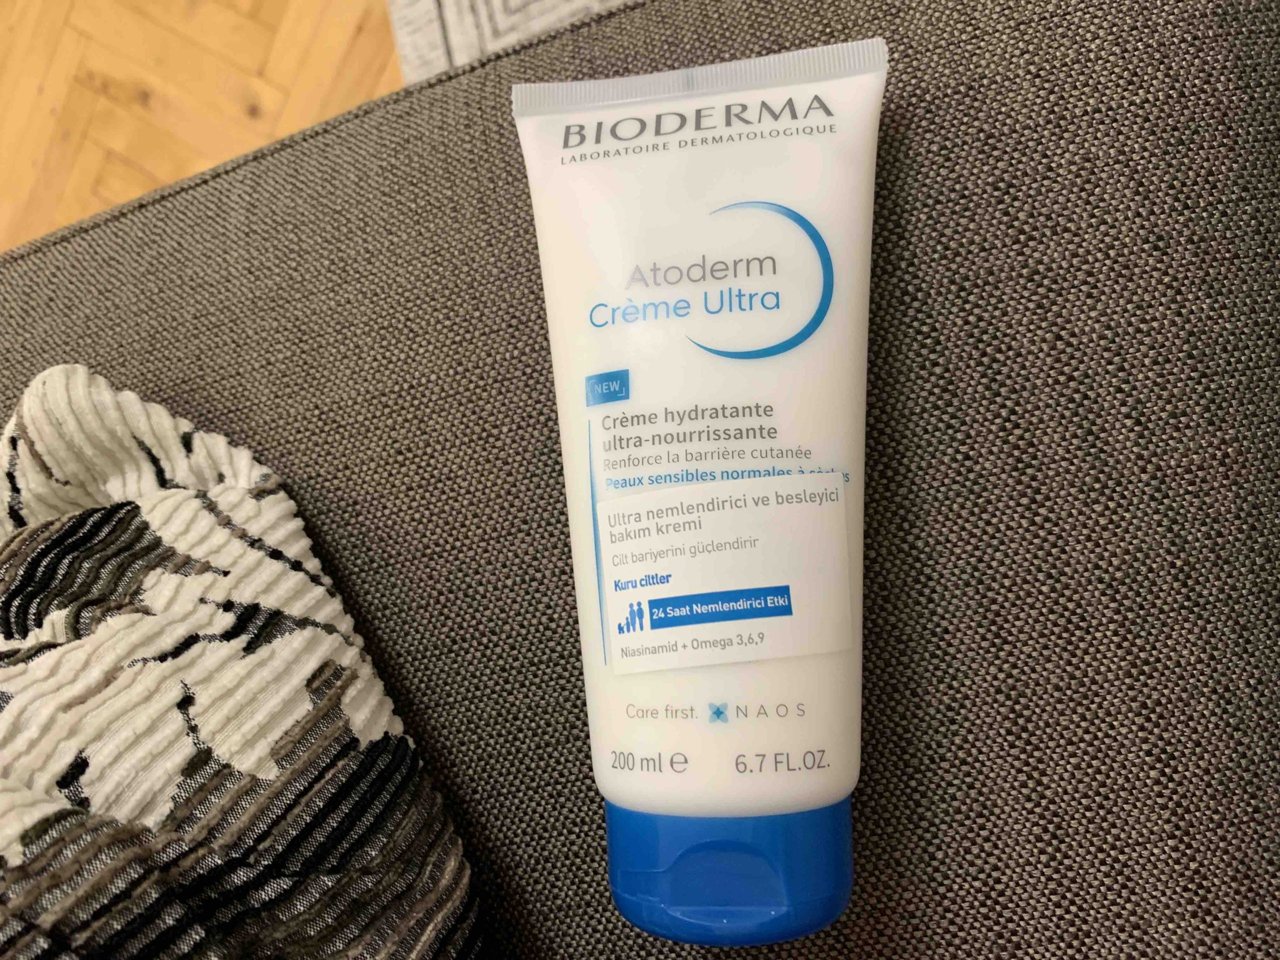 BIODERMA
LABORATOIRE DERMATOLOGIQUE
Atoderm
Crème Ultra
NEW
Crème hydratante
ultra-nourrissante
Renforce la barrière cutanée
Peaux sensibles normales à sèches
Ultra nemlendirici ve besleyici
bakım kremi
Cilt bariyerini güçlendirir
Kuru ciltler
24 Saat Nemlendirici Etki
Niasinamid + Omega 3,6,9
Care first. NAOS
200 ml e 6.7 FL.OZ.